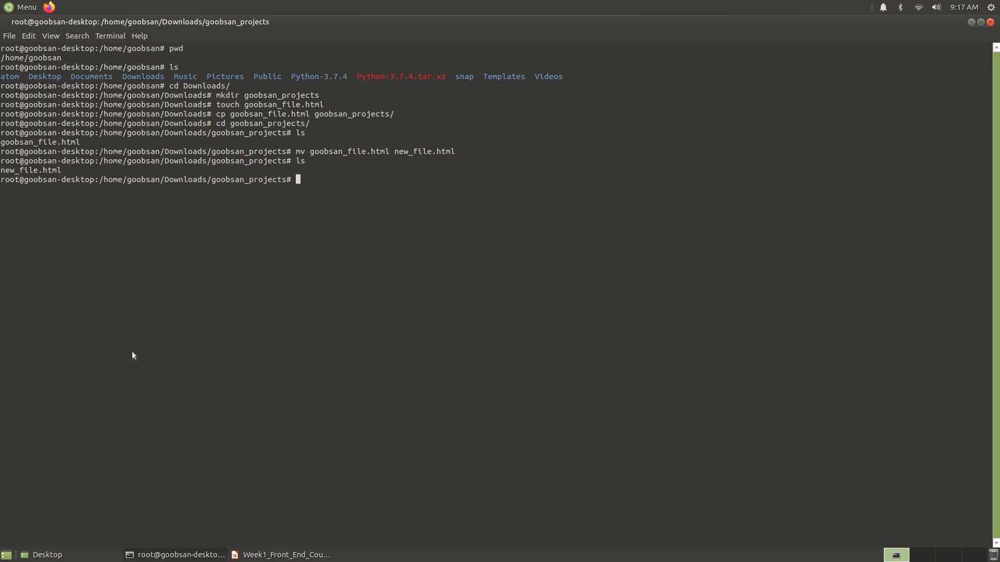 Menu
9:17 AM
root@goobsan-desktop: /home/goobsan/Downloads/goobsan_projects
File Edit View Search Terminal Help
root@goobsan-desktop:/home/goobsan# pwd
/home/goobsan
root@goobsan-desktop:/home/goobsan# ls
atom Desktop Documents Downloads Music Pictures Public Python-3.7.4 Python-3.7.4.tar.xz snap Templates Videos
root@goobsan-desktop:/home/goobsan# cd Downloads/
root@goobsan-desktop:/home/goobsan/Downloads# mkdir goobsan_projects
root@goobsan-desktop:/home/goobsan/Downloads# touch goobsan_file.html
root@goobsan-desktop:/home/goobsan/Downloads# cp goobsan_file.html goobsan_projects/
root@goobsan-desktop:/home/goobsan/Downloads# cd goobsan_projects/
root@goobsan-desktop:/home/goobsan/Downloads/goobsan_projects# ls
goobsan_file.html
root@goobsan-desktop:/home/goobsan/Downloads/goobsan_projects# mv goobsan_file.html new_file.html
root@goobsan-desktop:/home/goobsan/Downloads/goobsan_projects# ls
new_file.html
root@goobsan-desktop:/home/goobsan/Downloads/goobsan_projects#
Desktop
root@goobsan-deskto...
Week1_Front_End_Cou...